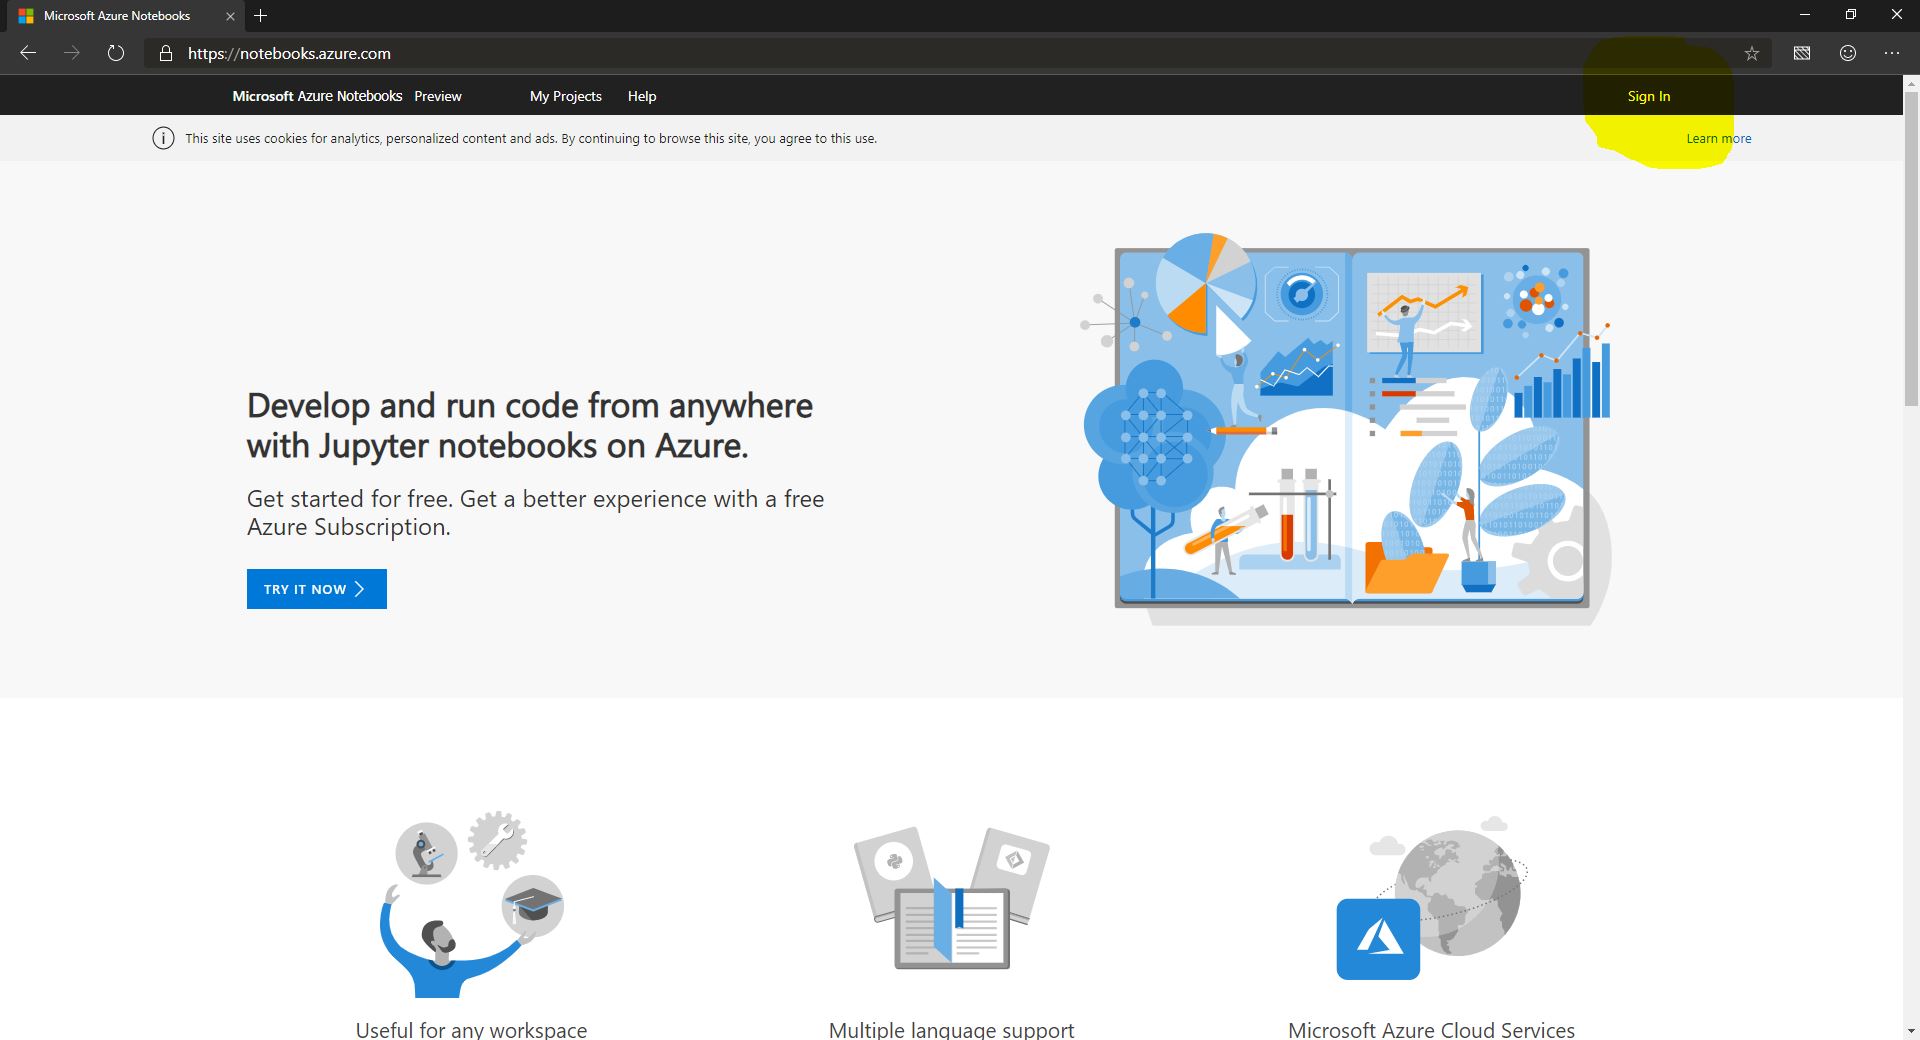 Microsoft Azure Notebooks
https://notebooks.azure.com
Microsoft Azure Notebooks Preview My Projects Help Sign In
This site uses cookies for analytics, personalized content and ads. By continuing to browse this site, you agree to this use. Learn more
Develop and run code from anywhere
with Jupyter notebooks on Azure.
Get started for free. Get a better experience with a free
Azure Subscription.
TRY IT NOW
Useful for any workspace
Multiple language support
Microsoft Azure Cloud Services